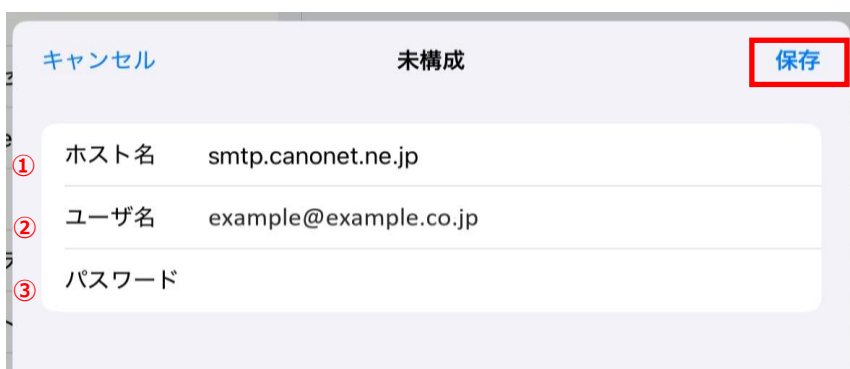 キャンセル 未構成 保存
① ホスト名 smtp.canonet.ne.jp
② ユーザ名 example@example.co.jp
③ パスワード